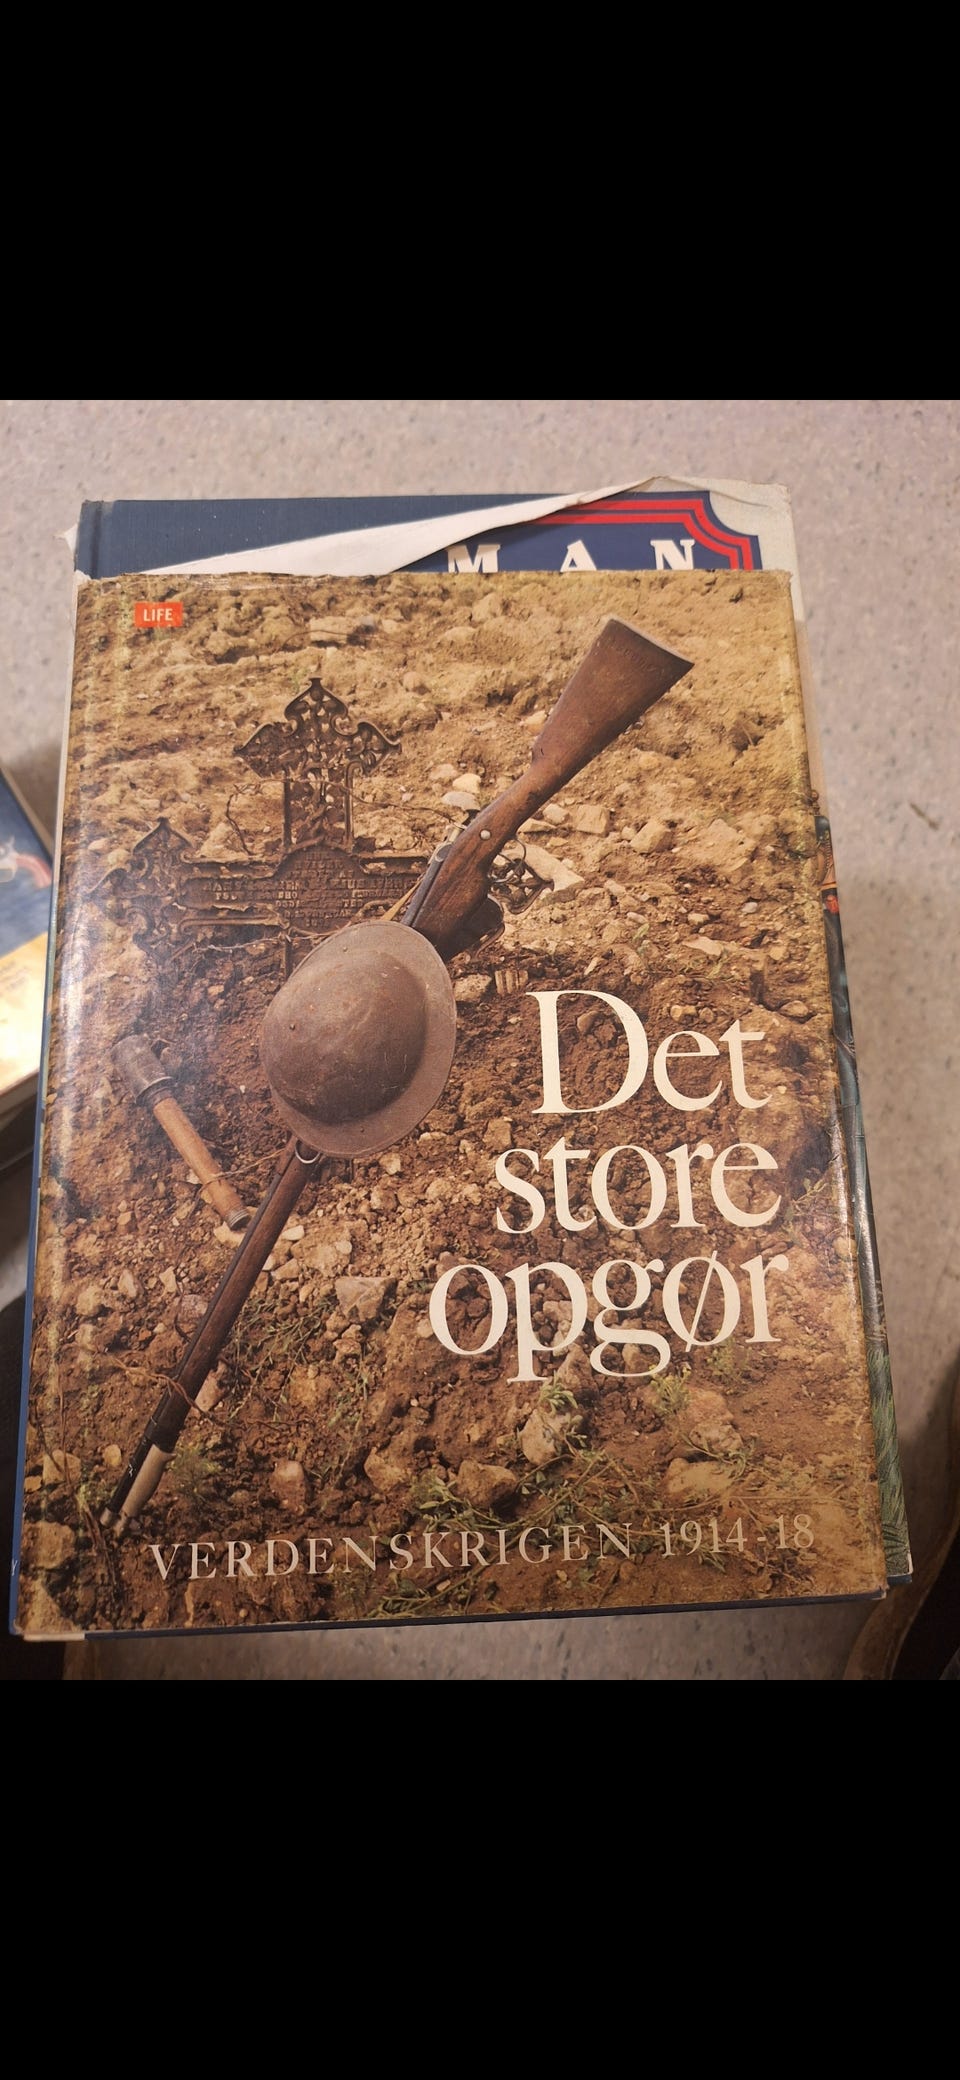 MAN
LIFE
Det
store
opgør
VERDENSKRIGEN 1914-18